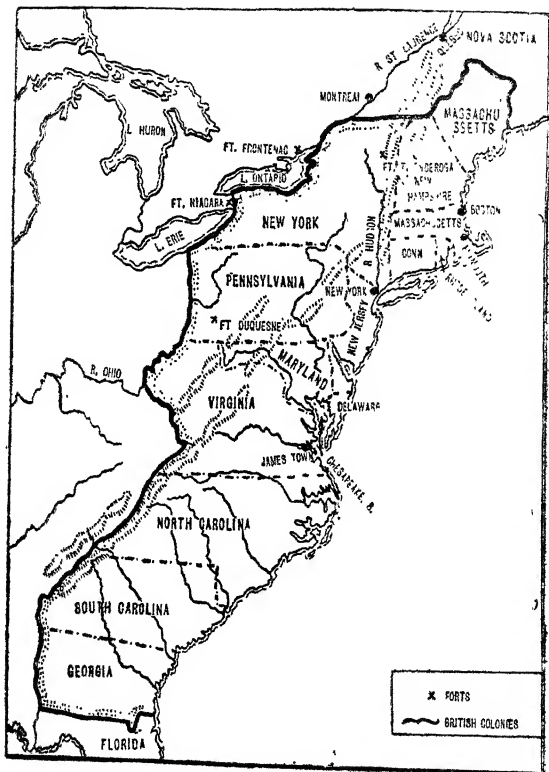 NOVA SCOTIA
R ST LAWRENCE
MONTREAL
MASSACHU
SSETTS
L HURON
FT. FRONTENAC
L. ONTARIO
FT. NIAGARA
L. ERIE
NEW
HAMPSHIRE
BOSTON
MASSACHUSETTS
NEW YORK
R HUDSON
CONN
PENNSYLVANIA
NEW YORK
NEW JERSEY
FT DUQUESNE
R. OHIO
MARYLAND
DELAWARE
VIRGINIA
JAMES TOWN
CHESAPEAKE B.
NORTH CAROLINA
SOUTH CAROLINA
GEORGIA
FLORIDA
FORTS
BRITISH COLONIES